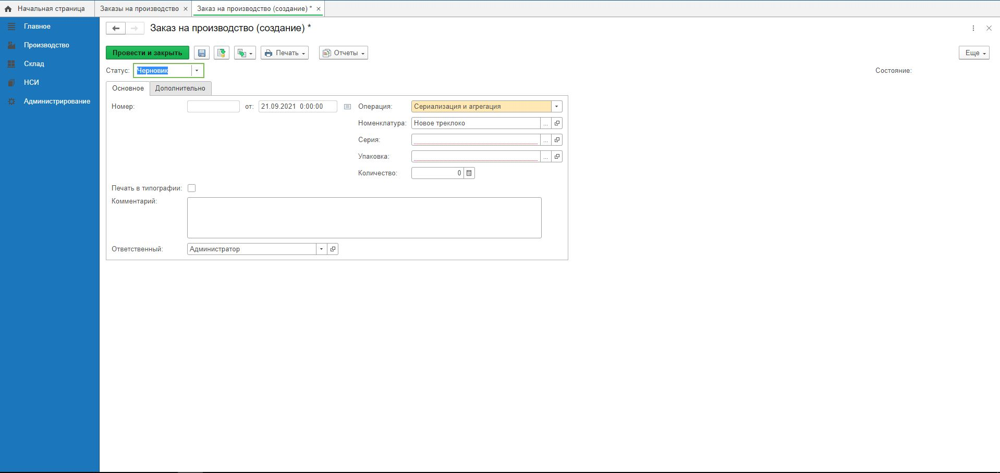 Начальная страница
Заказы на производство ×
Заказ на производство (создание) * ×
Главное
Производство
Склад
НСИ
Администрирование
Заказ на производство (создание) *
Провести и закрыть
Печать
Отчеты
Еще
Статус: Черновик
Состояние:
Основное
Дополнительно
Номер:
от: 21.09.2021 0:00:00
Операция: Сериализация и агрегация
Номенклатура: Новое треклоко ...
Серия: ...
Упаковка: ...
Количество: 0
Печать в типографии:
Комментарий:
Ответственный: Администратор